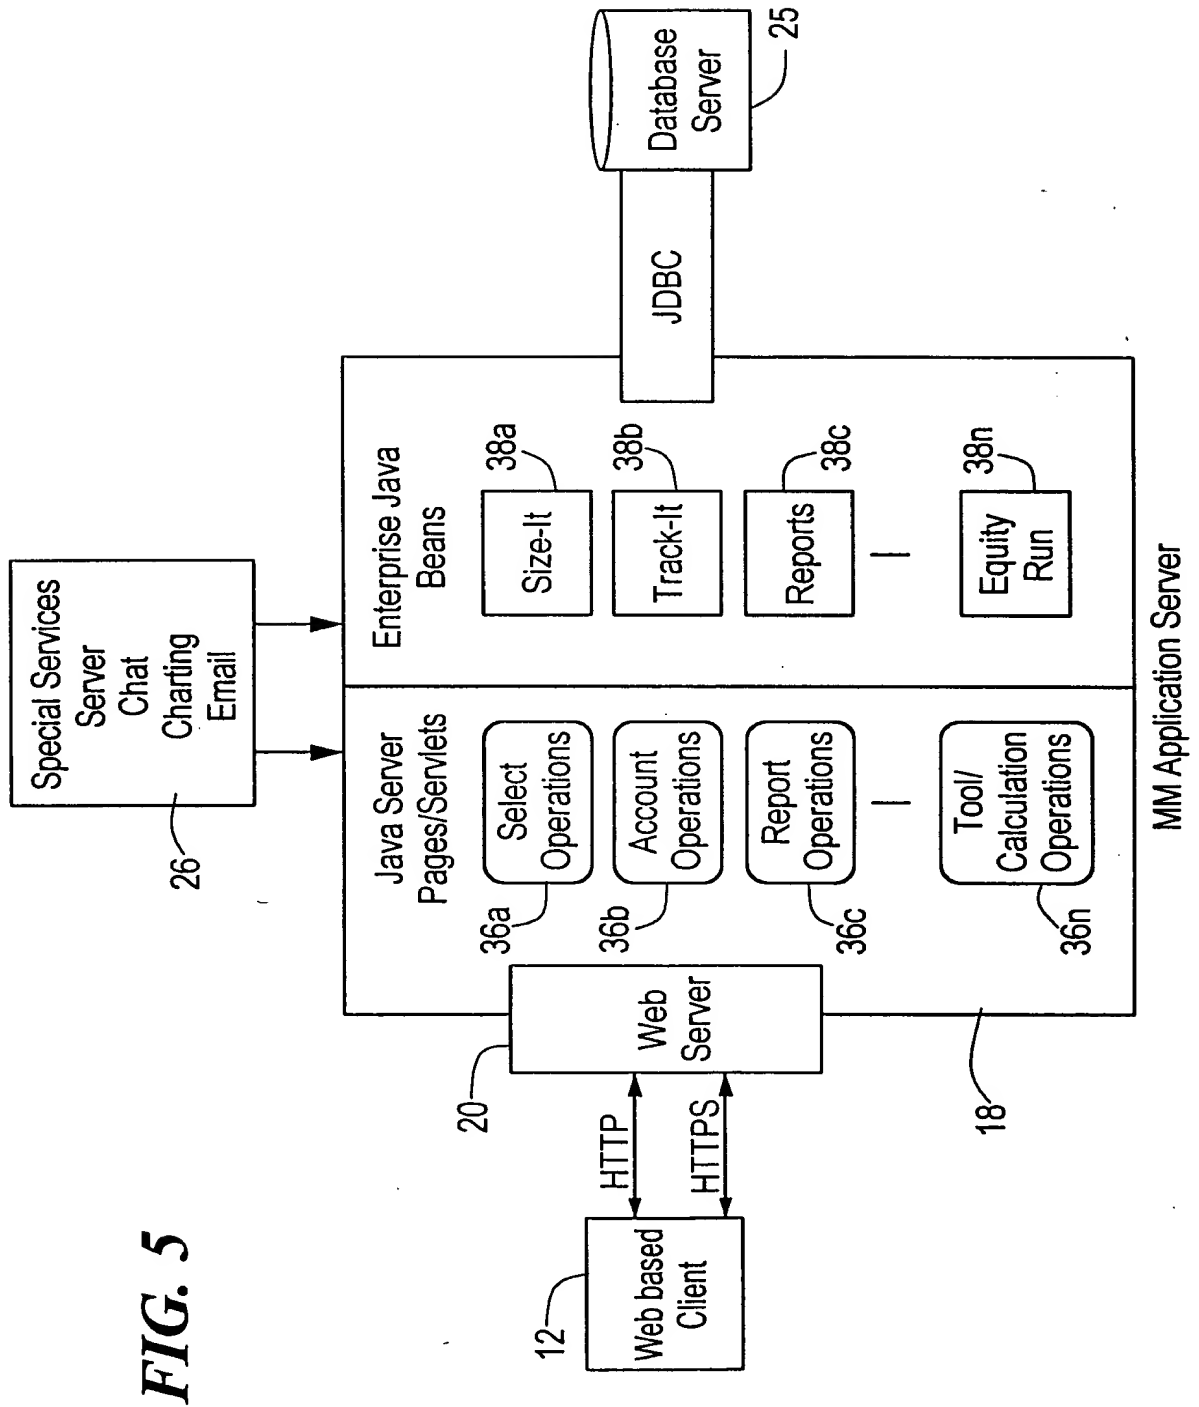 FIG. 5
Special Services
Server
Chat
Charting
Email
26
Java Server
Pages/Servlets
Enterprise Java
Beans
36a
Select
Operations
Size-It
38a
36b
Account
Operations
Track-It
38b
36c
Report
Operations
Reports
38c
36n
Tool/
Calculation
Operations
Equity
Run
38n
12
Web based
Client
HTTP
HTTPS
20
Web
Server
18
JDBC
Database
Server
25
MM Application Server